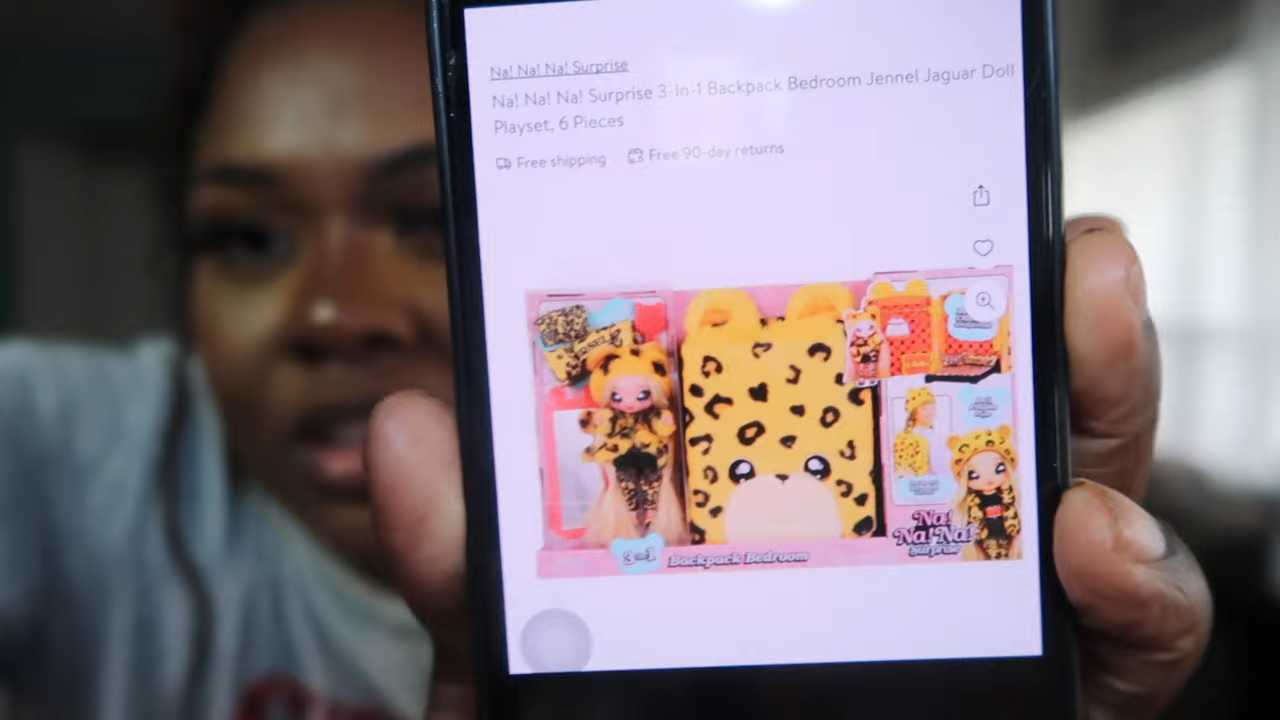 Na! Na! Na! Surprise
Na! Na! Na! Surprise 3-In-1 Backpack Bedroom Jennel Jaguar Doll
Playset, 6 Pieces
Free shipping
Free 90-day returns
3-in-1
Backpack Bedroom
Na!
Na! Na!
Surprise